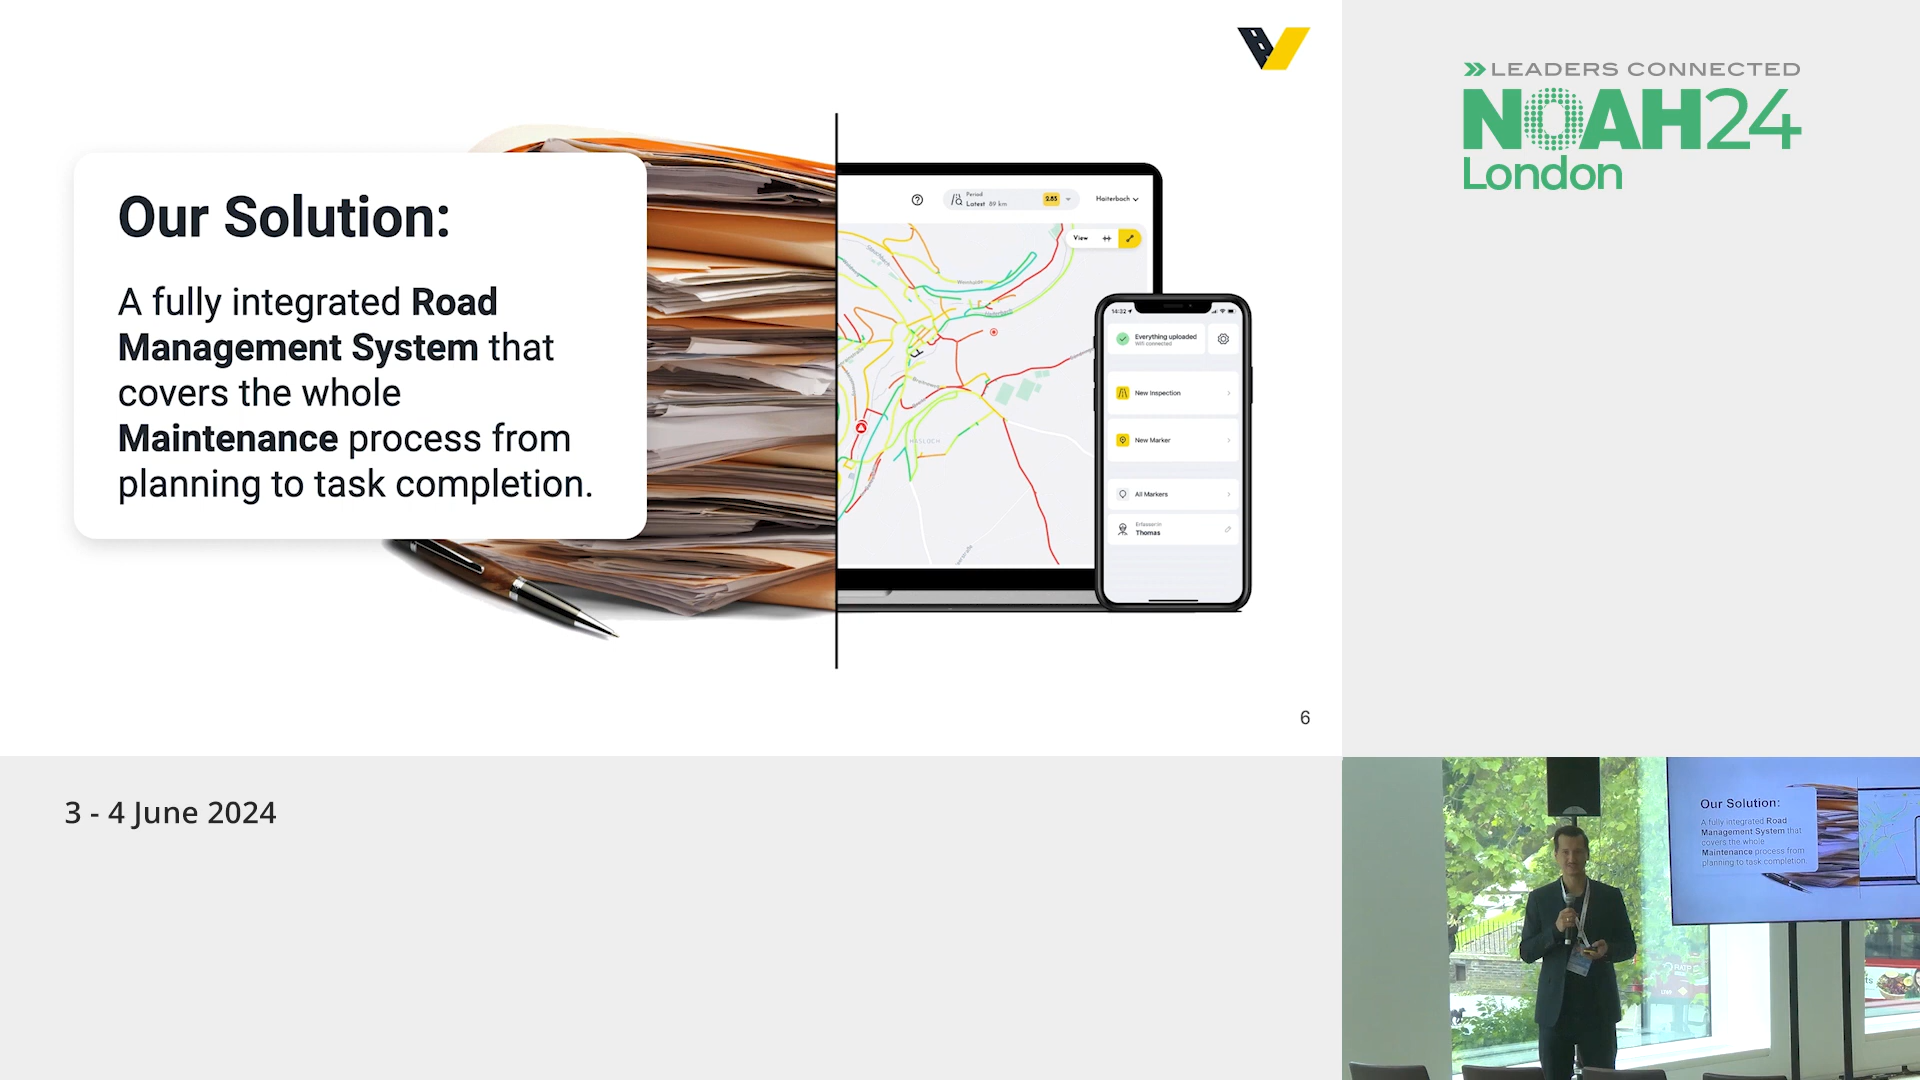 LEADERS CONNECTED
NOAH24
London
Our Solution:
A fully integrated Road
Management System that
covers the whole
Maintenance process from
planning to task completion.
Period
Latest 89 km
2.85
Haiterbach
View
HASLOCH
14:32
Everything uploaded
Wifi connected
New Inspection
New Marker
All Markers
Erfasser:in
Thomas
6
3 - 4 June 2024
Our Solution:
A fully integrated Road
Management System that
covers the whole
Maintenance process from
planning to task completion.